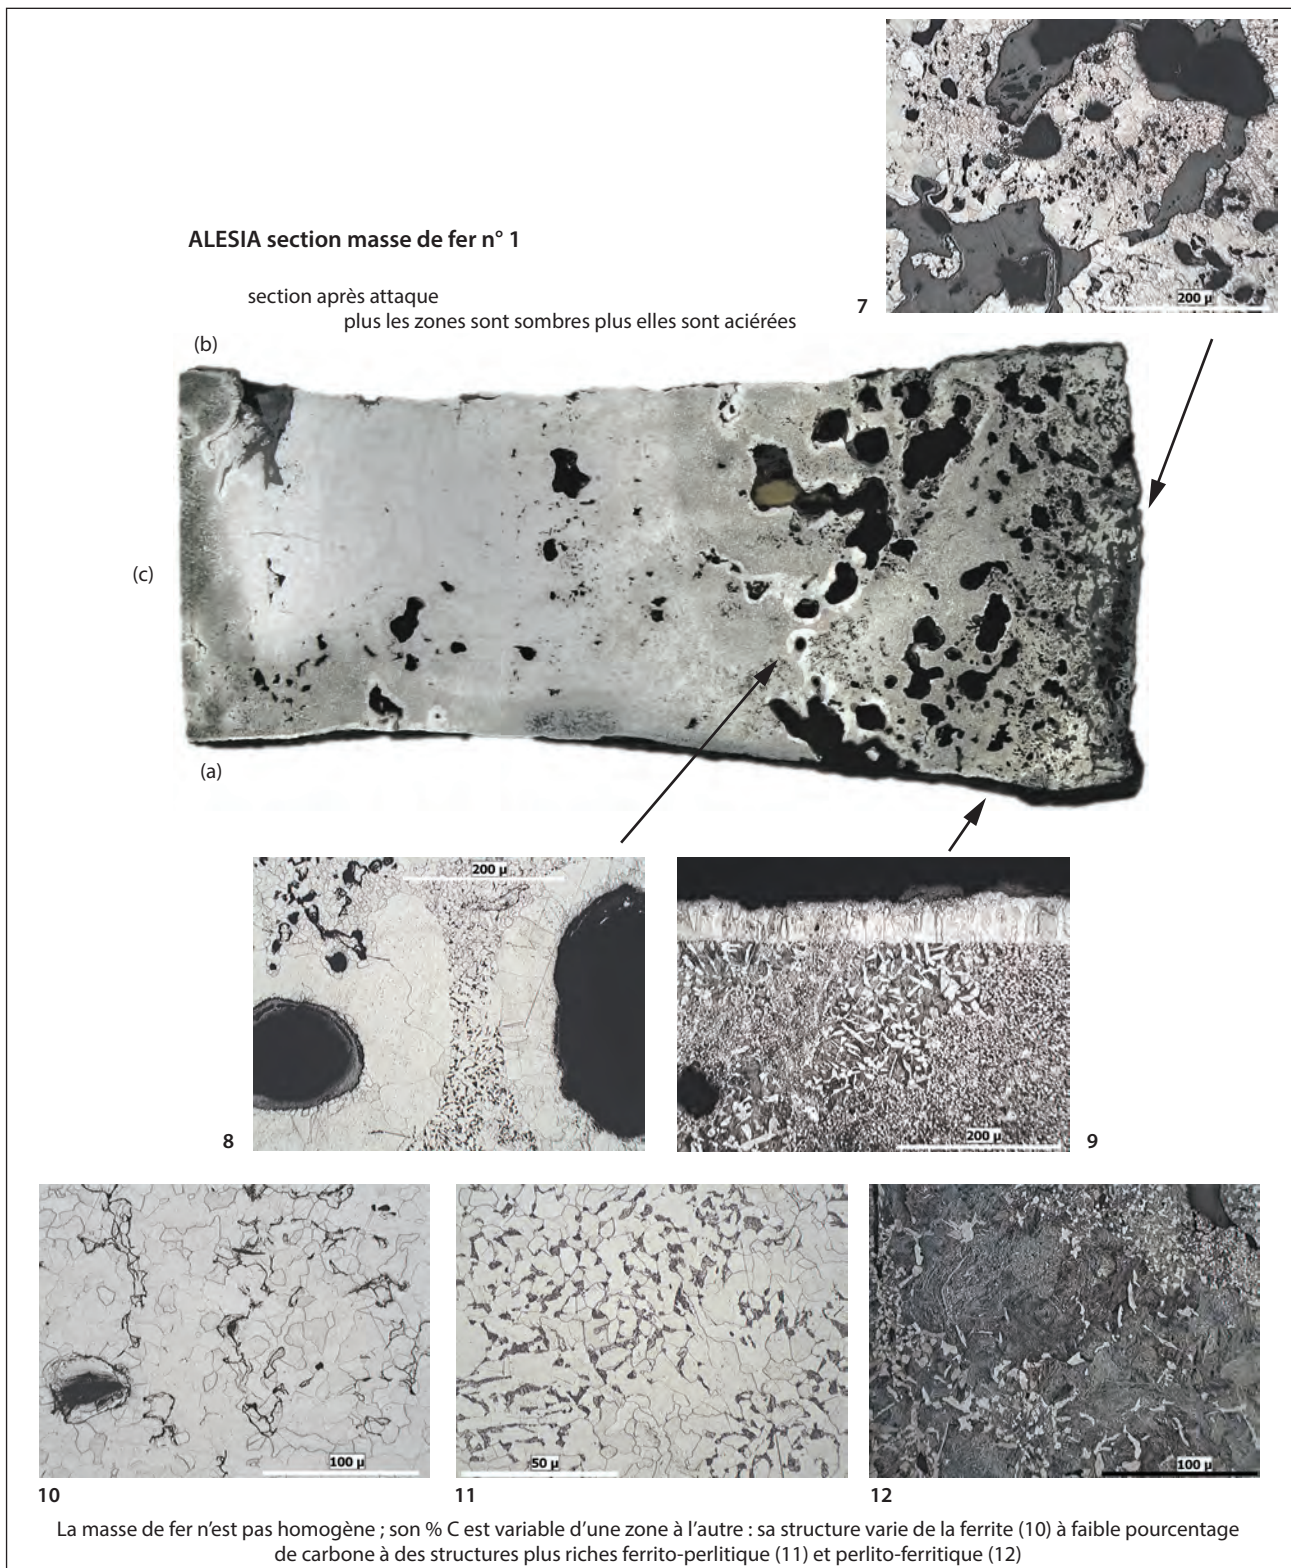 200 µ
7
ALESIA section masse de fer n° 1
section après attaque
plus les zones sont sombres plus elles sont aciérées
(b)
(c)
(a)
200 µ
8
200 µ
9
100 µ
10
50 µ
11
100 µ
12
La masse de fer n'est pas homogène ; son % C est variable d'une zone à l'autre : sa structure varie de la ferrite (10) à faible pourcentage
de carbone à des structures plus riches ferrito-perlitique (11) et perlito-ferritique (12)